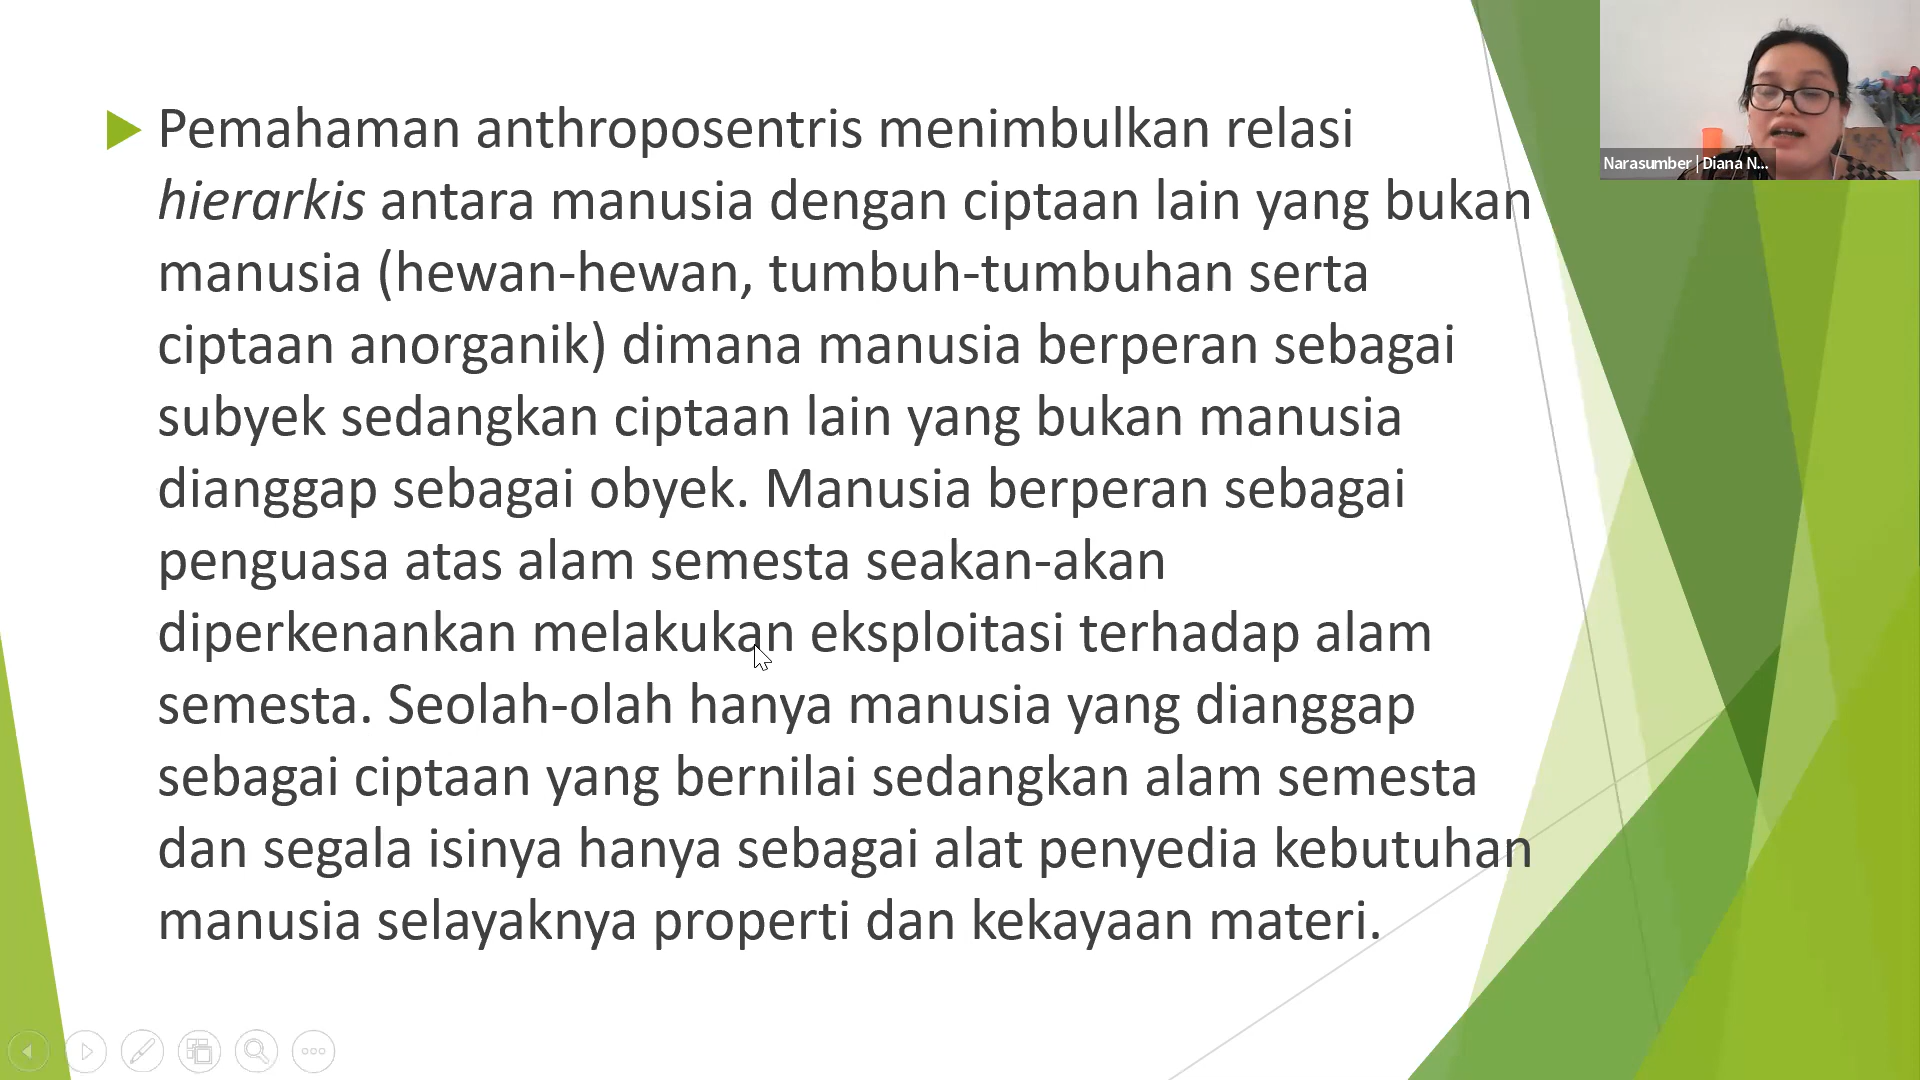 Pemahaman anthroposentris menimbulkan relasi
hierarkis antara manusia dengan ciptaan lain yang bukan
manusia (hewan-hewan, tumbuh-tumbuhan serta
ciptaan anorganik) dimana manusia berperan sebagai
subyek sedangkan ciptaan lain yang bukan manusia
dianggap sebagai obyek. Manusia berperan sebagai
penguasa atas alam semesta seakan-akan
diperkenankan melakukan eksploitasi terhadap alam
semesta. Seolah-olah hanya manusia yang dianggap
sebagai ciptaan yang bernilai sedangkan alam semesta
dan segala isinya hanya sebagai alat penyedia kebutuhan
manusia selayaknya properti dan kekayaan materi.
Narasumber | Diana N...